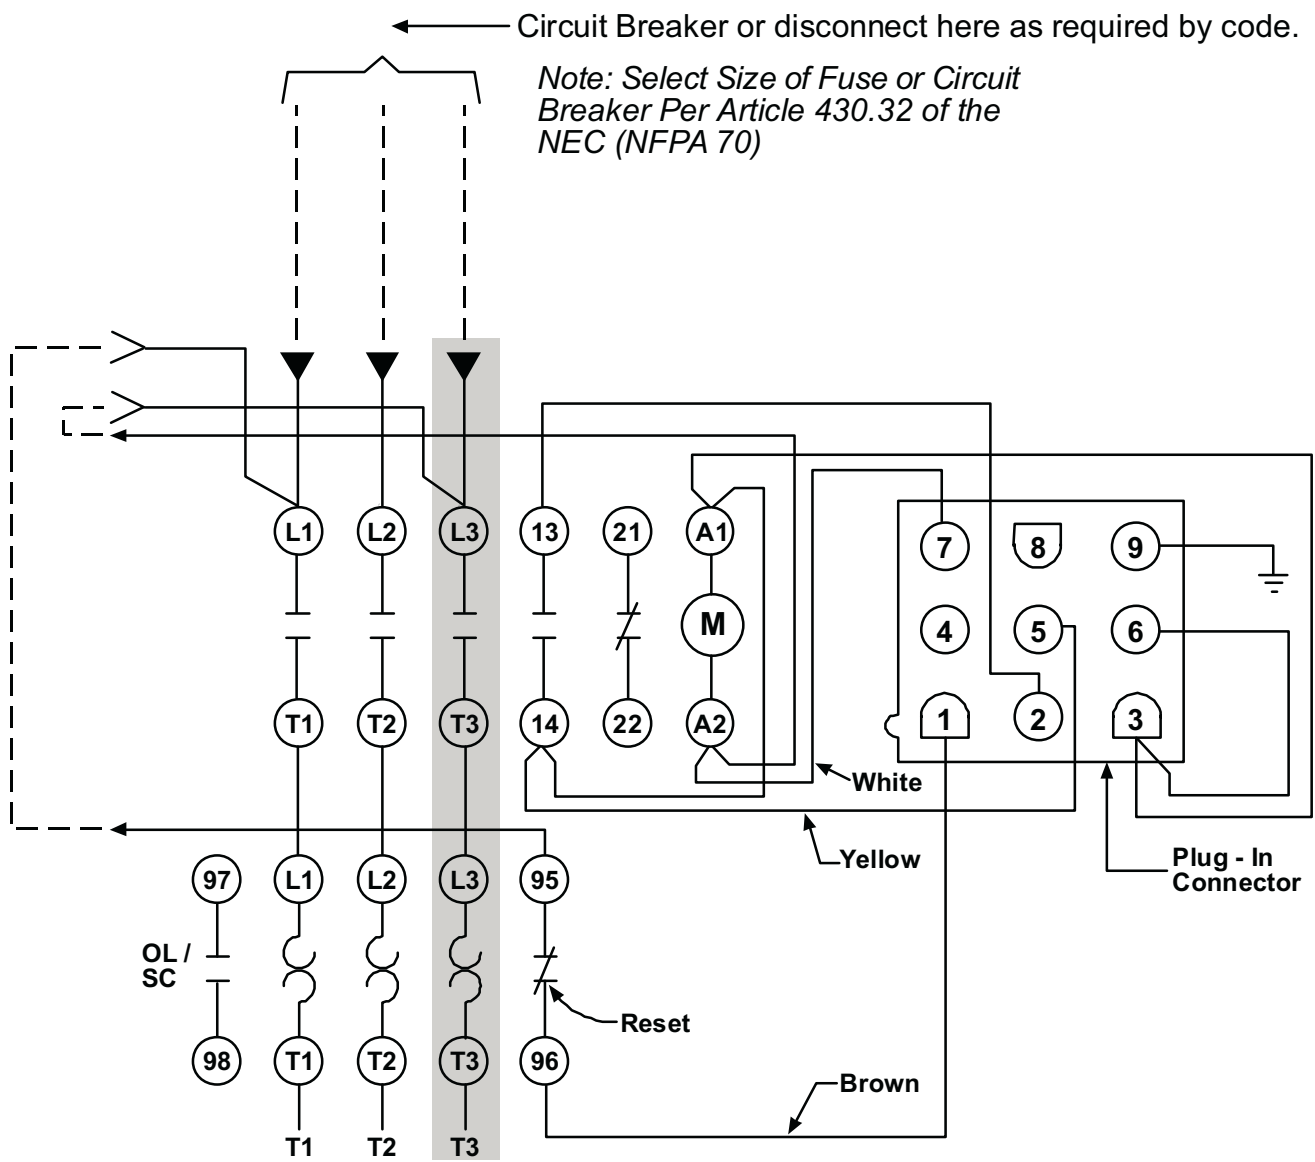 Circuit Breaker or disconnect here as required by code.
Note: Select Size of Fuse or Circuit
Breaker Per Article 430.32 of the
NEC (NFPA 70)
L1 L2 L3 13 21 A1
7 8 9
M
4 5 6
T1 T2 T3 14 22 A2
1 2 3
White
Yellow
Plug - In
Connector
97 L1 L2 L3 95
OL /
SC
Reset
98 T1 T2 T3 96
Brown
T1 T2 T3